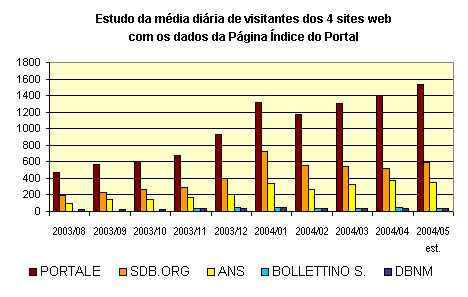 Estudo da média diária de visitantes dos 4 sites web
com os dados da Página Índice do Portal
1800
1600
1400
1200
1000
800
600
400
200
0
2003/08 2003/09 2003/10 2003/11 2003/12 2004/01 2004/02 2004/03 2004/04 2004/05
est.
PORTALE SDB.ORG ANS BOLLETTINO S. DBNM